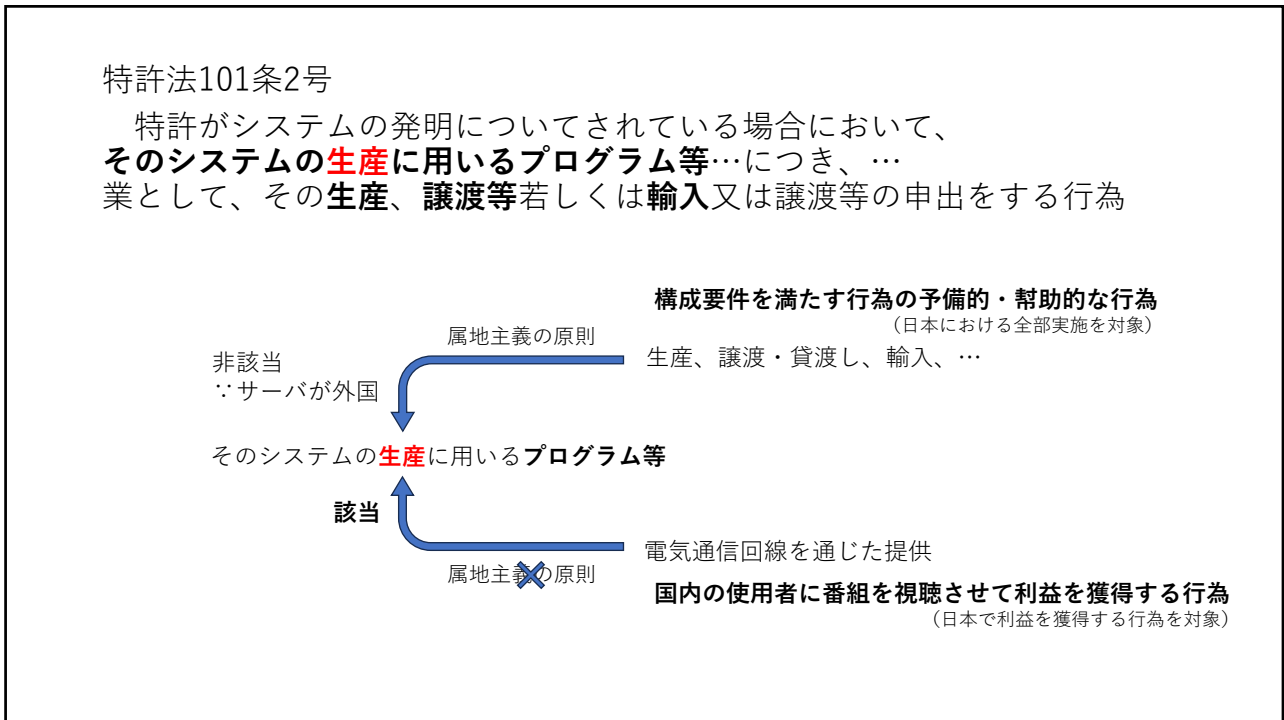 特許法101条2号
特許がシステムの発明についてされている場合において、
そのシステムの生産に用いるプログラム等…につき、…
業として、その生産、譲渡等若しくは輸入又は譲渡等の申出をする行為
構成要件を満たす行為の予備的・幇助的な行為
（日本における全部実施を対象）
属地主義の原則
生産、譲渡・貸渡し、輸入、…
非該当
∵サーバが外国
そのシステムの生産に用いるプログラム等
該当
電気通信回線を通じた提供
属地主義の原則
国内の使用者に番組を視聴させて利益を獲得する行為
（日本で利益を獲得する行為を対象）